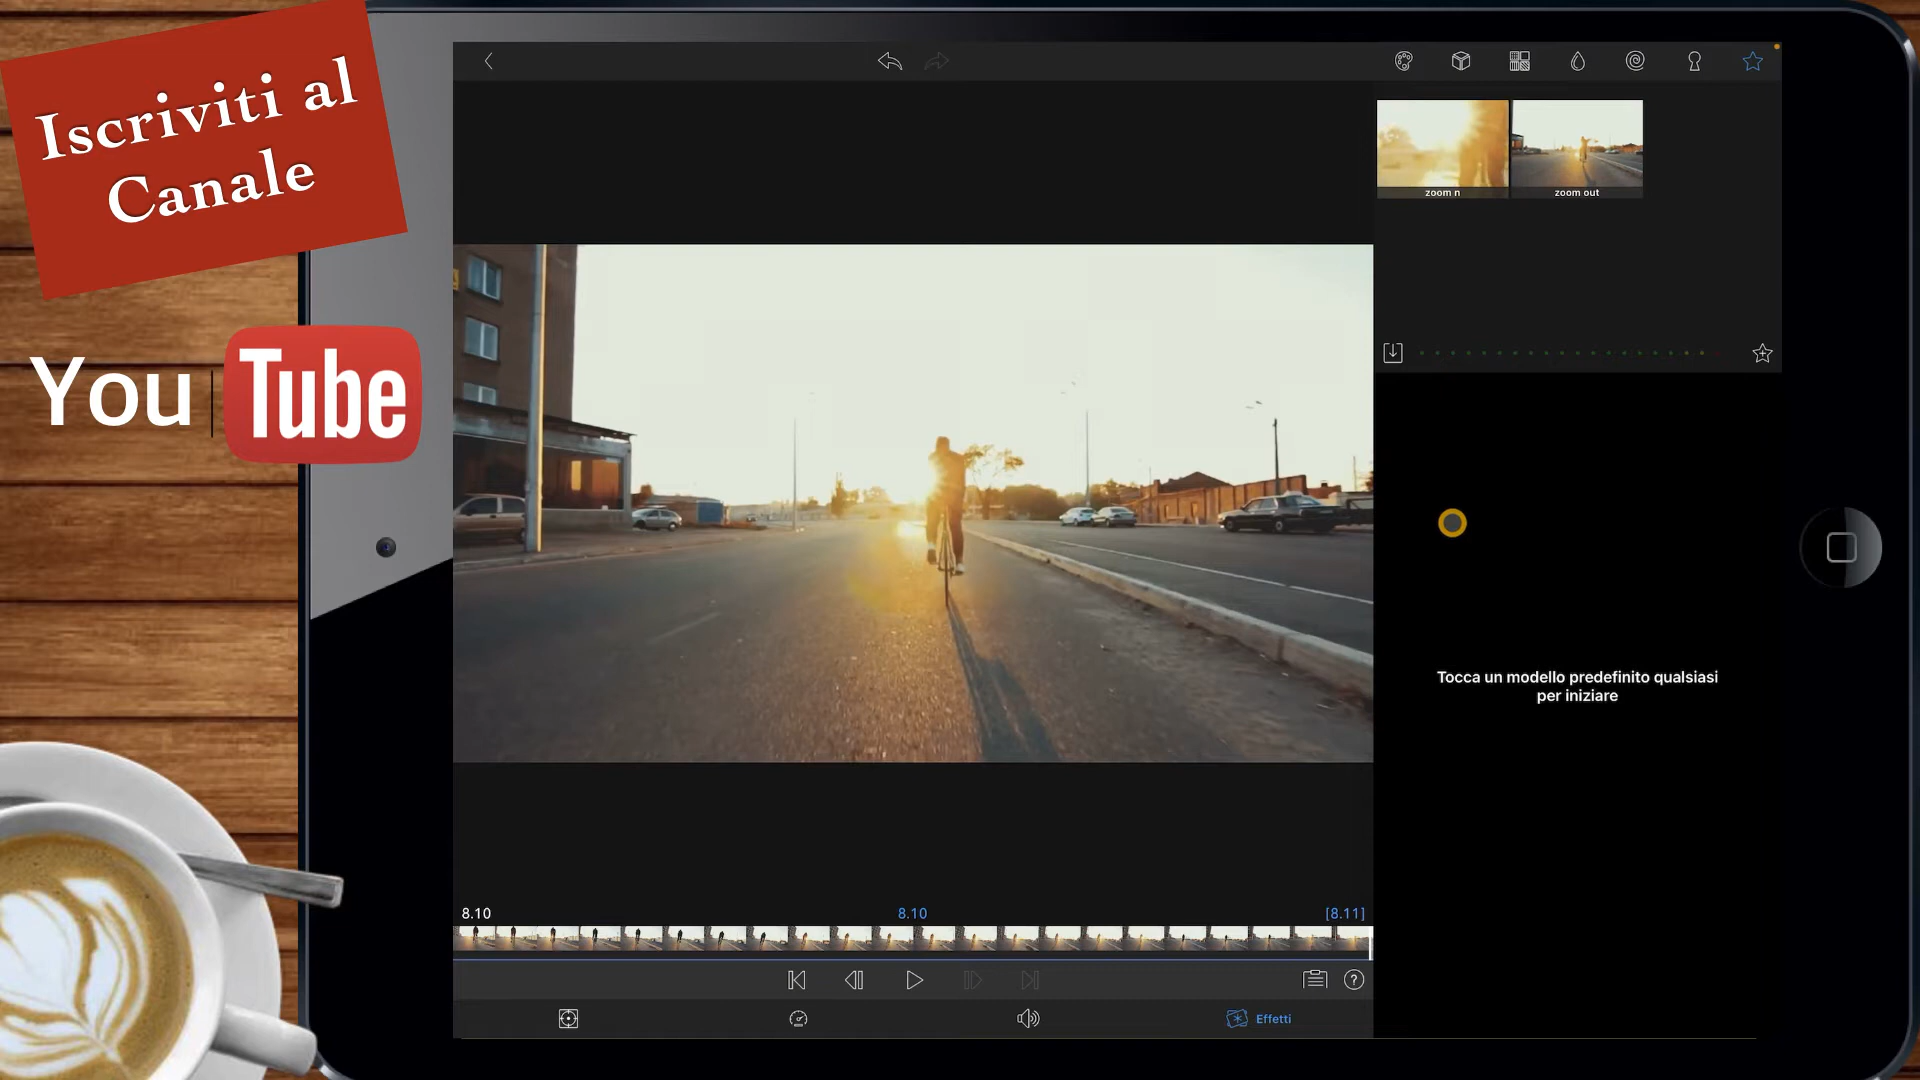 Iscriviti al
Canale
You Tube
zoom n
zoom out
Tocca un modello predefinito qualsiasi
per iniziare
8.10
8.10
[8.11]
Effetti